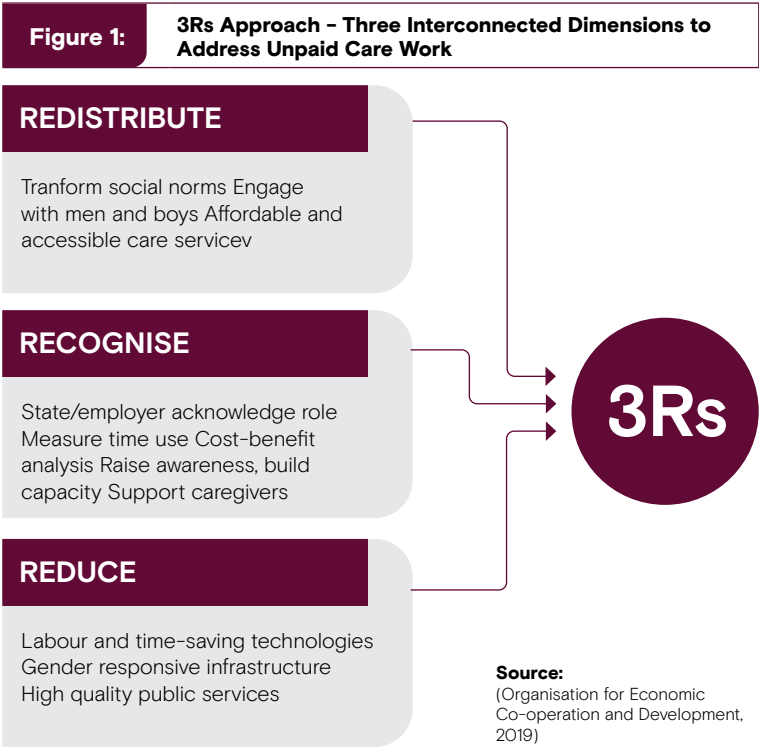 Figure 1:
3Rs Approach – Three Interconnected Dimensions to
Address Unpaid Care Work
REDISTRIBUTE
Tranform social norms Engage
with men and boys Affordable and
accessible care servicev
RECOGNISE
State/employer acknowledge role
Measure time use Cost-benefit
analysis Raise awareness, build
capacity Support caregivers
REDUCE
Labour and time-saving technologies
Gender responsive infrastructure
High quality public services
3Rs
Source:
(Organisation for Economic
Co-operation and Development,
2019)